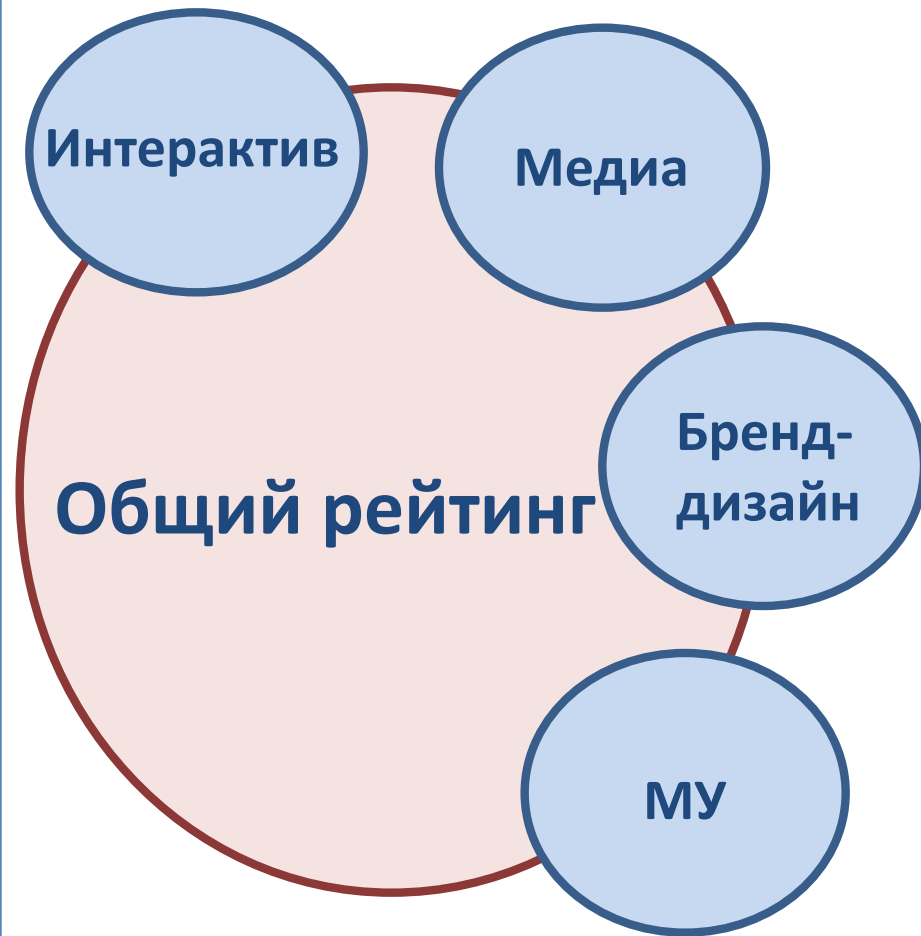 Интерактив
Медиа
Бренд-
дизайн
Общий рейтинг
МУ